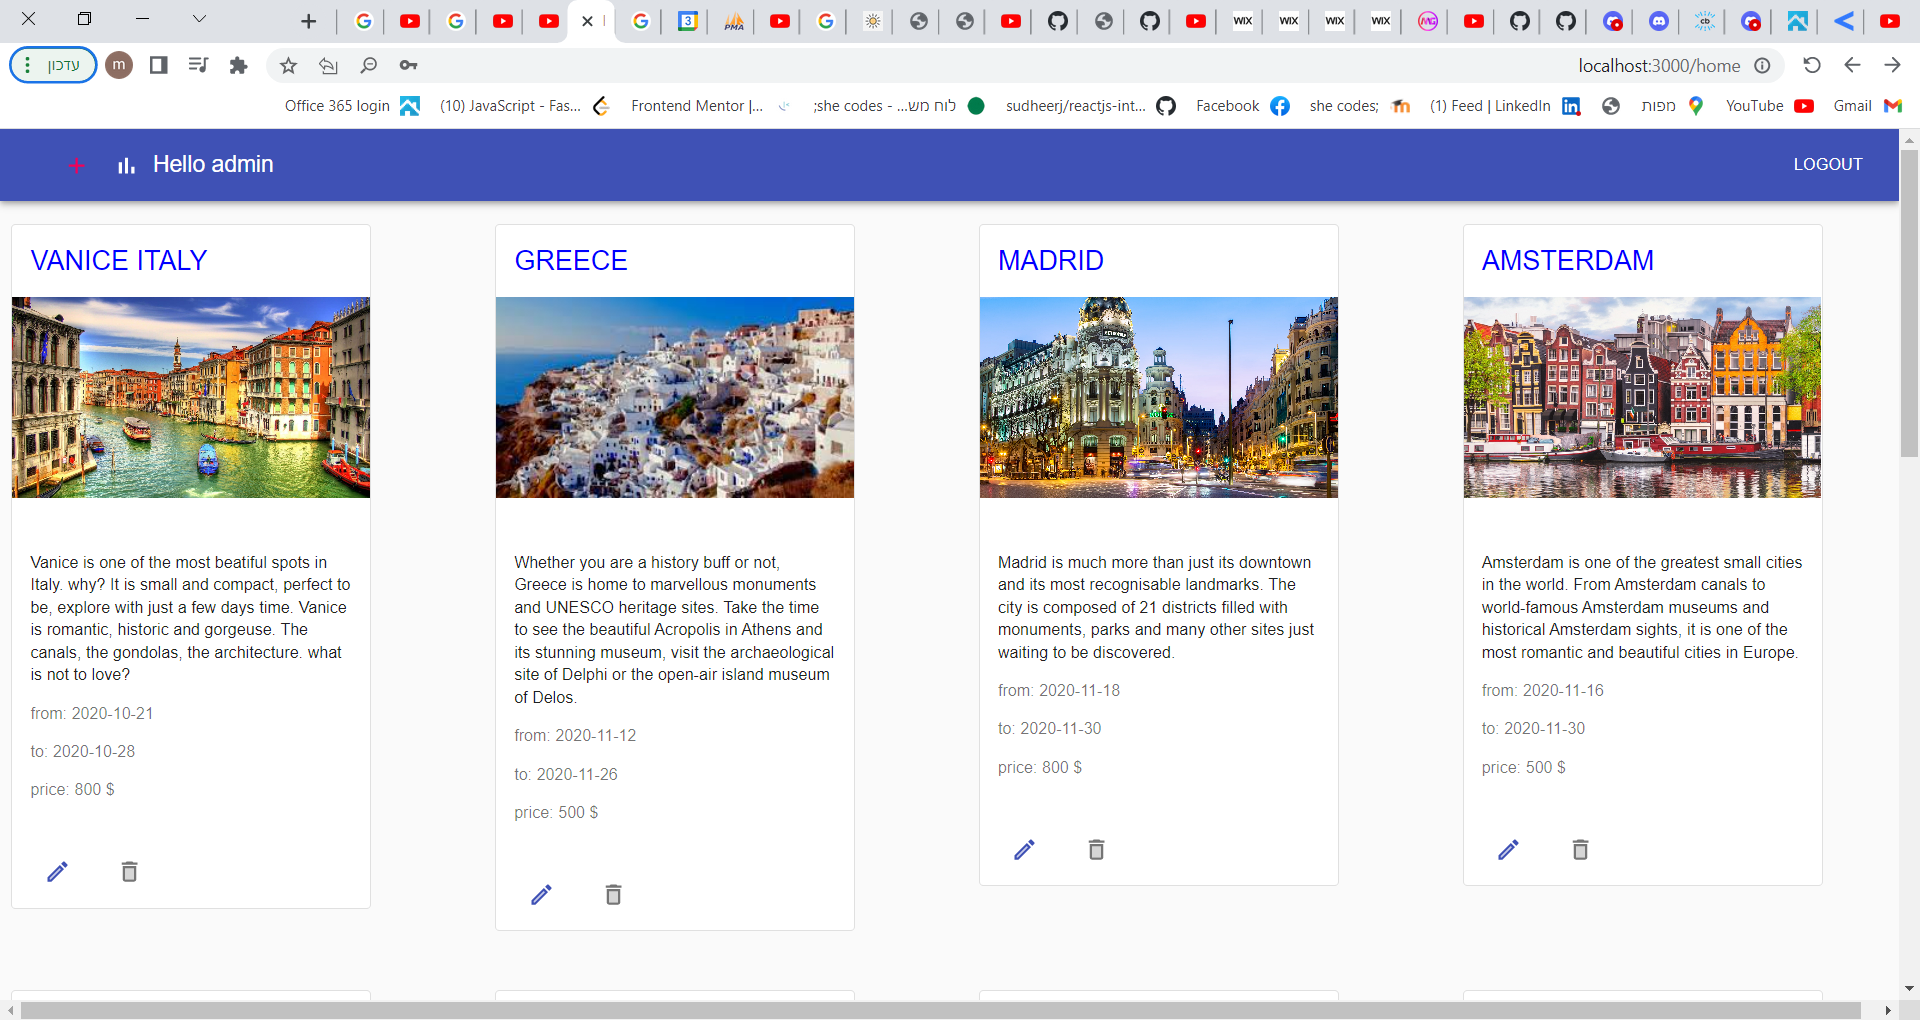 עדכון
m
localhost:3000/home
3
PMA
WIX
WIX
WIX
WIX
MG
cb
Office 365 login
(10) JavaScript - Fas...
Frontend Mentor |...
;she codes - ...לוח מש
sudheerj/reactjs-int...
Facebook
she codes;
(1) Feed | LinkedIn
מפות
YouTube
Gmail
Hello admin
LOGOUT
VANICE ITALY
Vanice is one of the most beatiful spots in
Italy. why? It is small and compact, perfect to
be, explore with just a few days time. Vanice
is romantic, historic and gorgeuse. The
canals, the gondolas, the architecture. what
is not to love?
from: 2020-10-21
to: 2020-10-28
price: 800 $
GREECE
Whether you are a history buff or not,
Greece is home to marvellous monuments
and UNESCO heritage sites. Take the time
to see the beautiful Acropolis in Athens and
its stunning museum, visit the archaeological
site of Delphi or the open-air island museum
of Delos.
from: 2020-11-12
to: 2020-11-26
price: 500 $
MADRID
Madrid is much more than just its downtown
and its most recognisable landmarks. The
city is composed of 21 districts filled with
monuments, parks and many other sites just
waiting to be discovered.
from: 2020-11-18
to: 2020-11-30
price: 800 $
AMSTERDAM
Amsterdam is one of the greatest small cities
in the world. From Amsterdam canals to
world-famous Amsterdam museums and
historical Amsterdam sights, it is one of the
most romantic and beautiful cities in Europe.
from: 2020-11-16
to: 2020-11-30
price: 500 $